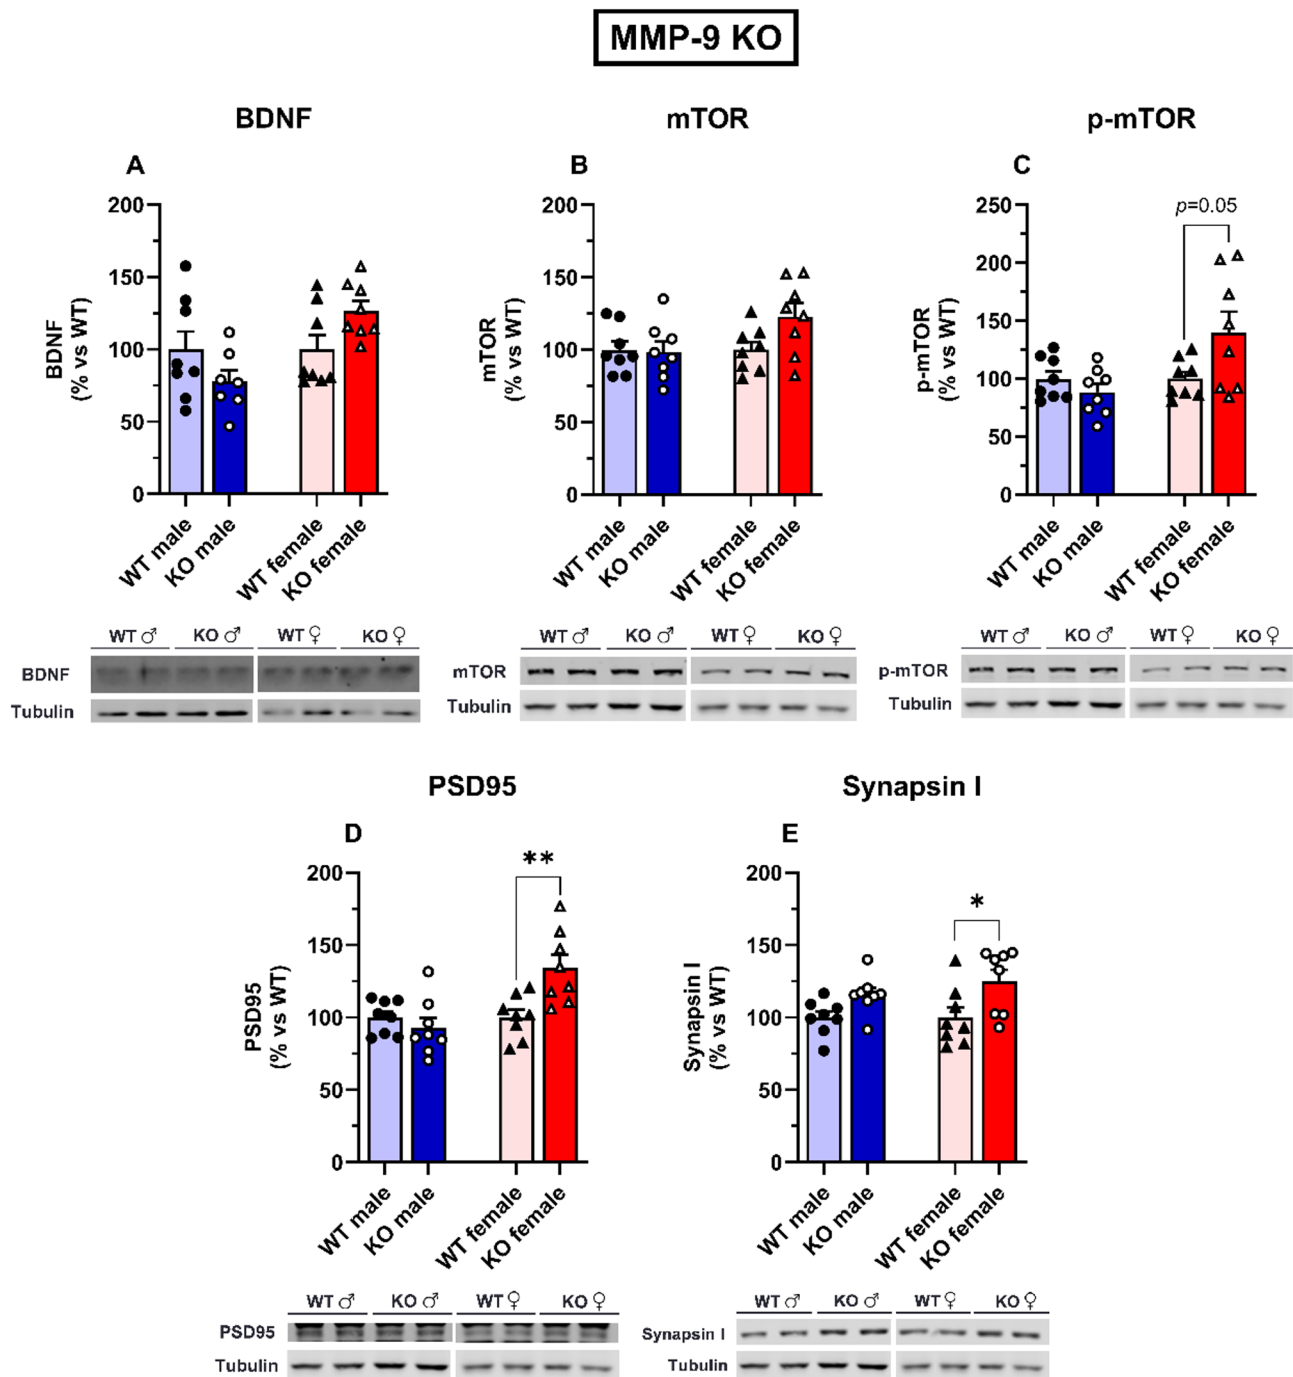 MMP-9 KO
BDNF
mTOR
p-mTOR
A
B
C
BDNF
(% vs WT)
200
150
100
50
0
WT male
KO male
WT female
KO female
mTOR
(% vs WT)
200
150
100
50
0
WT male
KO male
WT female
KO female
p-mTOR
(% vs WT)
250
200
150
100
50
0
p=0.05
WT male
KO male
WT female
KO female
WT ♂ KO ♂ WT ♀ KO ♀
BDNF
Tubulin
WT ♂ KO ♂ WT ♀ KO ♀
mTOR
Tubulin
WT ♂ KO ♂ WT ♀ KO ♀
p-mTOR
Tubulin
PSD95
Synapsin I
D
E
PSD95
(% vs WT)
200
150
100
50
0
**
WT male
KO male
WT female
KO female
Synapsin I
(% vs WT)
200
150
100
50
0
*
WT male
KO male
WT female
KO female
WT ♂ KO ♂ WT ♀ KO ♀
PSD95
Tubulin
WT ♂ KO ♂ WT ♀ KO ♀
Synapsin I
Tubulin